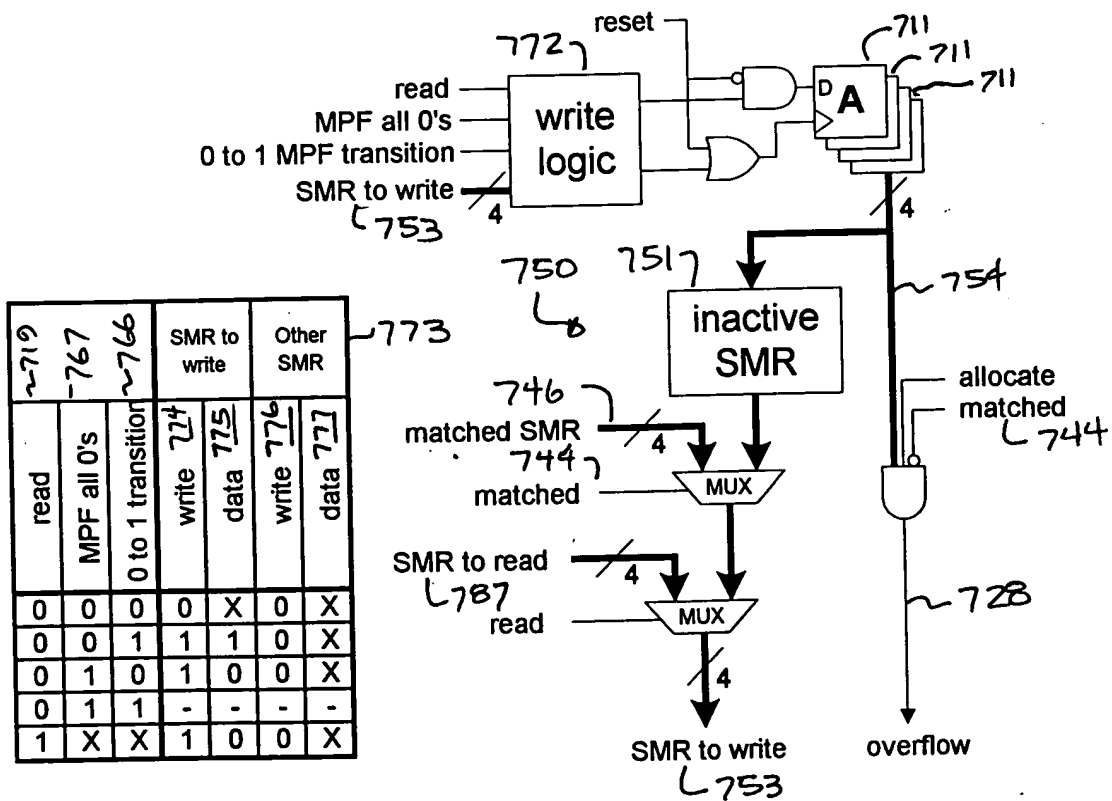 reset
772
711
711
711
read
MPF all 0's
0 to 1 MPF transition
SMR to write
753
4
write
logic
D
A
4
750
751
inactive
SMR
754
allocate
matched
744
746
matched SMR
4
744
matched
MUX
SMR to read
787
4
read
MUX
728
4
SMR to write
753
overflow
773
~719 -767 ~766 SMR to write Other SMR
read MPF all 0's 0 to 1 transition write 774 data 775 write 776 data 777
0 0 0 0 X 0 X
0 0 1 1 1 0 X
0 1 0 1 0 0 X
0 1 1 - - - -
1 X X 1 0 0 X